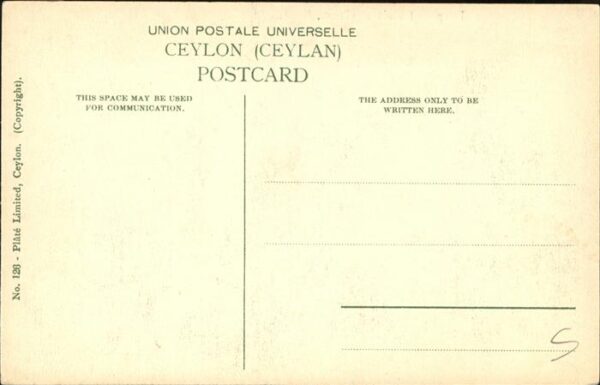 UNION POSTALE UNIVERSELLE
CEYLON (CEYLAN)
POSTCARD
THIS SPACE MAY BE USED
FOR COMMUNICATION.
THE ADDRESS ONLY TO BE
WRITTEN HERE.
No. 126 - Plâté Limited, Ceylon. (Copyright).